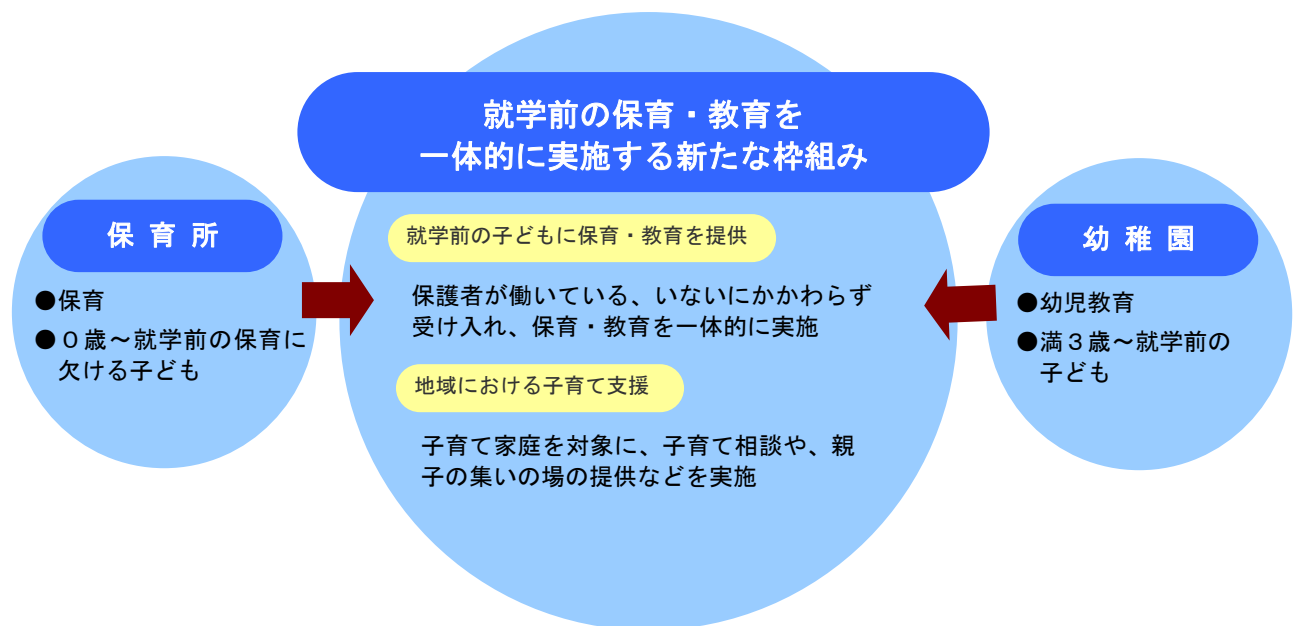 就学前の保育・教育を
一体的に実施する新たな枠組み
保育所
●保育
●０歳～就学前の保育に
欠ける子ども
就学前の子どもに保育・教育を提供
保護者が働いている、いないにかかわらず
受け入れ、保育・教育を一体的に実施
地域における子育て支援
子育て家庭を対象に、子育て相談や、親
子の集いの場の提供などを実施
幼稚園
●幼児教育
●満３歳～就学前の
子ども